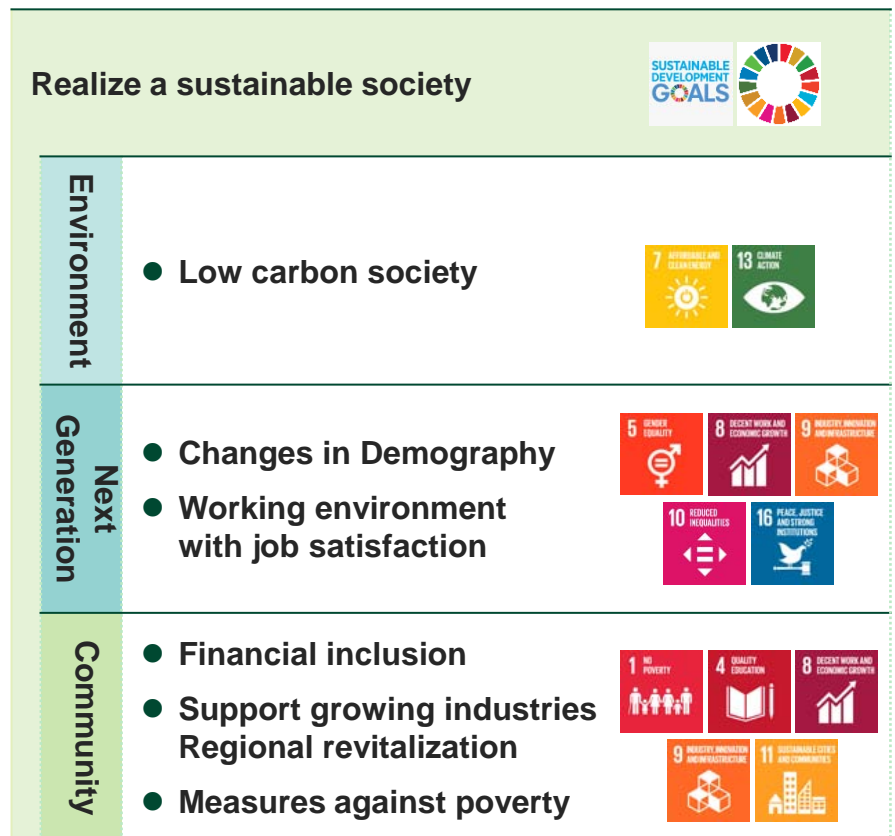 Realize a sustainable society
SUSTAINABLE
DEVELOPMENT
GOALS
Environment
● Low carbon society
7 AFFORDABLE AND
CLEAN ENERGY
13 CLIMATE
ACTION
Next
Generation
● Changes in Demography
● Working environment
with job satisfaction
5 GENDER
EQUALITY
8 DECENT WORK AND
ECONOMIC GROWTH
9 INDUSTRY, INNOVATION
AND INFRASTRUCTURE
10 REDUCED
INEQUALITIES
16 PEACE, JUSTICE
AND STRONG
INSTITUTIONS
Community
● Financial inclusion
● Support growing industries
Regional revitalization
● Measures against poverty
1 NO
POVERTY
4 QUALITY
EDUCATION
8 DECENT WORK AND
ECONOMIC GROWTH
9 INDUSTRY, INNOVATION
AND INFRASTRUCTURE
11 SUSTAINABLE CITIES
AND COMMUNITIES